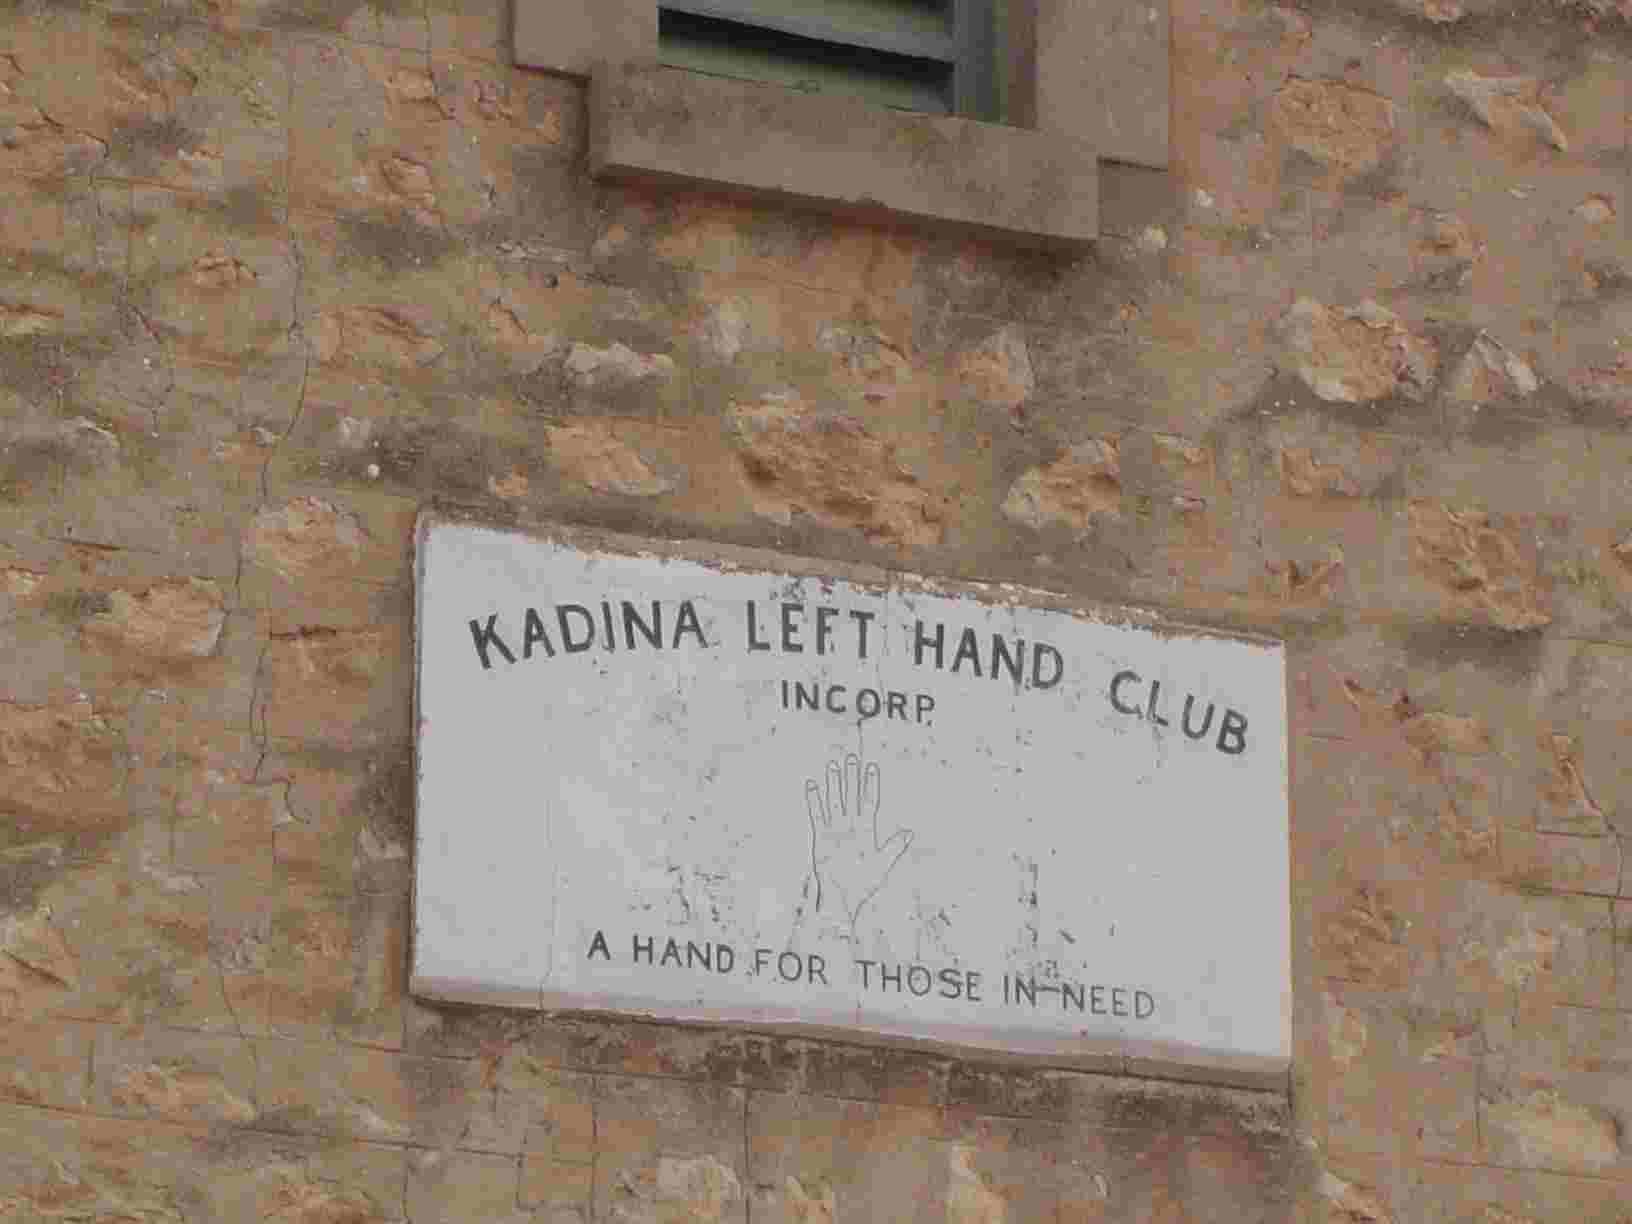 KADINA LEFT HAND CLUB
INCORP.
A HAND FOR THOSE IN NEED